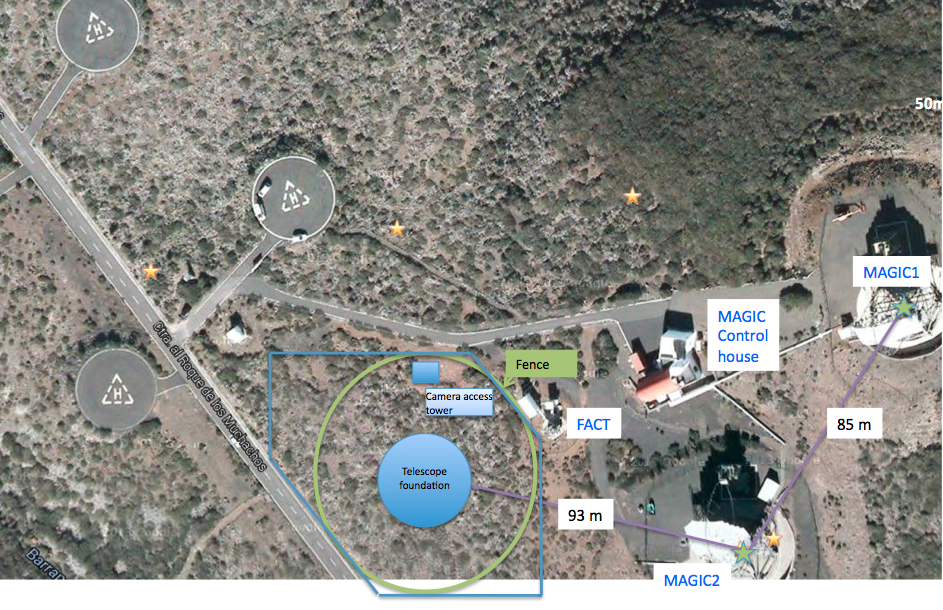 H
50m
H
MAGIC1
MAGIC
Control
house
Fence
Camera access
tower
H
Ctra. al Roque de los Muchachos
FACT
85 m
Telescope
foundation
93 m
MAGIC2